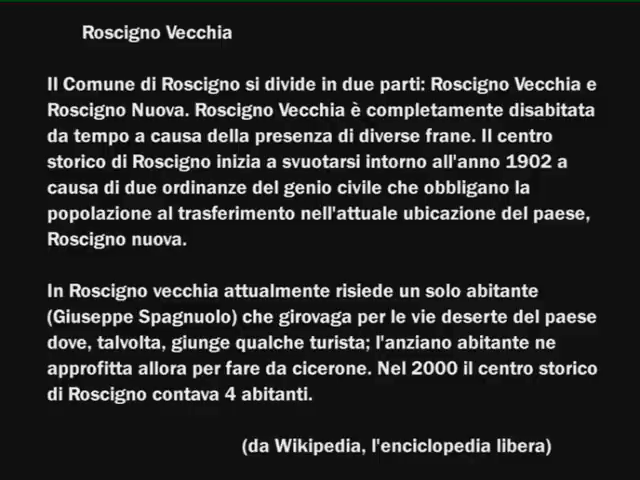 Roscigno Vecchia
Il Comune di Roscigno si divide in due parti: Roscigno Vecchia e
Roscigno Nuova. Roscigno Vecchia è completamente disabitata
da tempo a causa della presenza di diverse frane. Il centro
storico di Roscigno inizia a svuotarsi intorno all'anno 1902 a
causa di due ordinanze del genio civile che obbligano la
popolazione al trasferimento nell'attuale ubicazione del paese,
Roscigno nuova.
In Roscigno vecchia attualmente risiede un solo abitante
(Giuseppe Spagnuolo) che girovaga per le vie deserte del paese
dove, talvolta, giunge qualche turista; l'anziano abitante ne
approfitta allora per fare da cicerone. Nel 2000 il centro storico
di Roscigno contava 4 abitanti.
(da Wikipedia, l'enciclopedia libera)